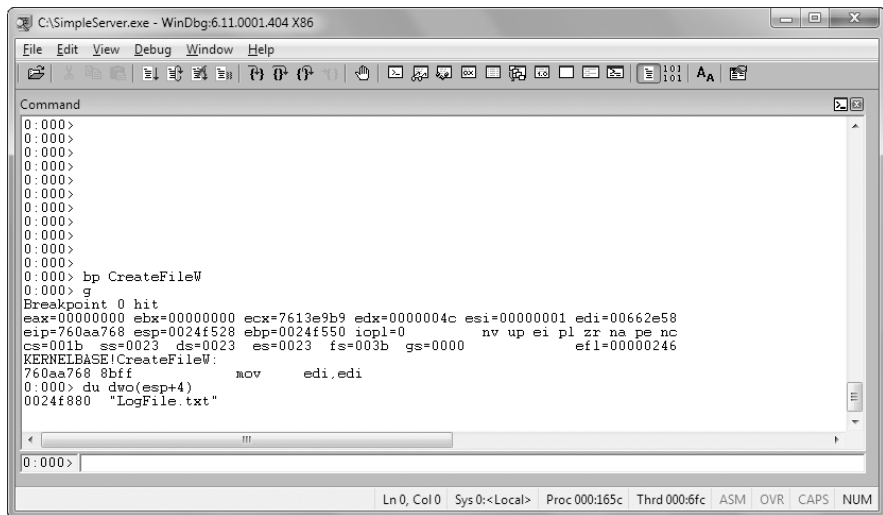 C:\SimpleServer.exe - WinDbg:6.11.0001.404 X86
File Edit View Debug Window Help
Command
0:000>
0:000>
0:000>
0:000>
0:000>
0:000>
0:000>
0:000>
0:000>
0:000>
0:000>
0:000> bp CreateFileW
0:000> g
Breakpoint 0 hit
eax=00000000 ebx=00000000 ecx=7613e9b9 edx=0000004c esi=00000001 edi=00662e58
eip=760aa768 esp=0024f528 ebp=0024f550 iopl=0 nv up ei pl zr na pe nc
cs=001b ss=0023 ds=0023 es=0023 fs=003b gs=0000 efl=00000246
KERNELBASE!CreateFileW:
760aa768 8bff mov edi,edi
0:000> du dwo(esp+4)
0024f880 "LogFile.txt"
0:000>
Ln 0, Col 0 Sys 0:<Local> Proc 000:165c Thrd 000:6fc ASM OVR CAPS NUM